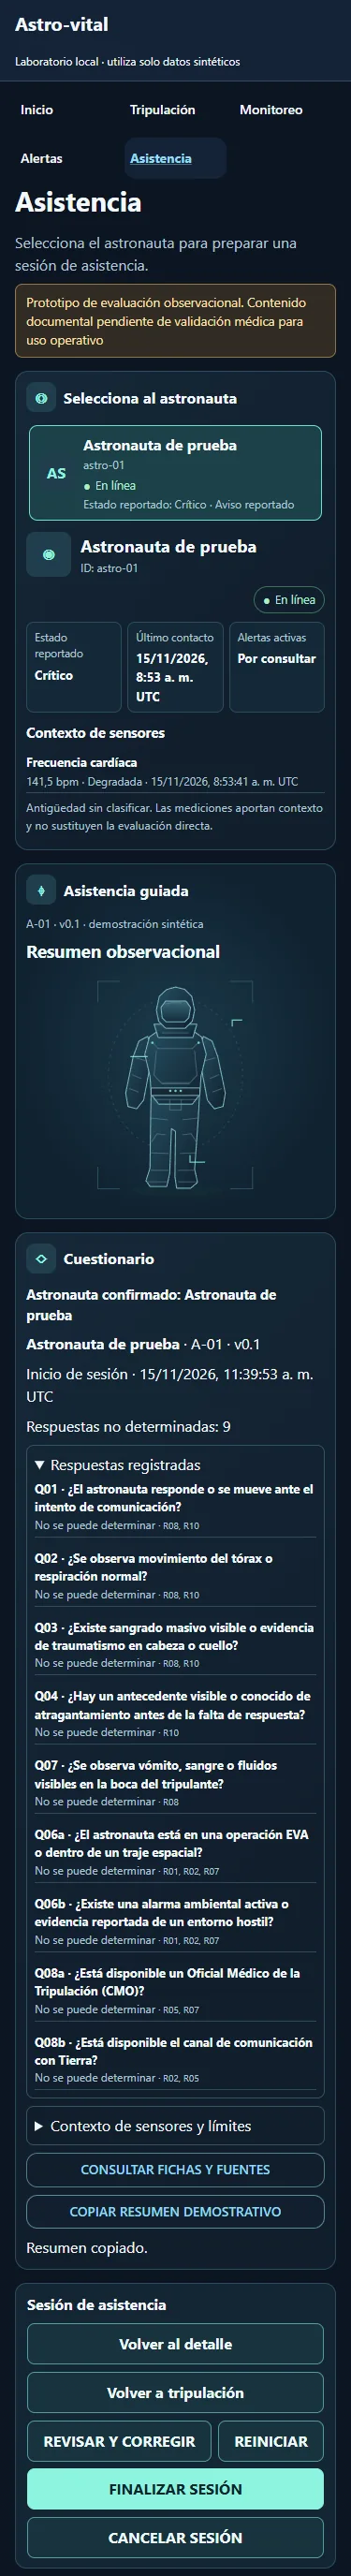 Astro-vital
Laboratorio local · utiliza solo datos sintéticos
Inicio
Tripulación
Monitoreo
Alertas
Asistencia
Asistencia
Selecciona el astronauta para preparar una
sesión de asistencia.
Prototipo de evaluación observacional. Contenido
documental pendiente de validación médica para
uso operativo
Selecciona al astronauta
AS
Astronauta de prueba
astro-01
En línea
Estado reportado: Crítico · Aviso reportado
Astronauta de prueba
ID: astro-01
En línea
Estado
reportado
Crítico
Último contacto
15/11/2026,
8:53 a. m.
UTC
Alertas activas
Por consultar
Contexto de sensores
Frecuencia cardíaca
141,5 bpm · Degradada · 15/11/2026, 8:53:41 a. m. UTC
Antigüedad sin clasificar. Las mediciones aportan contexto
y no sustituyen la evaluación directa.
Asistencia guiada
A-01 · v0.1 · demostración sintética
Resumen observacional
Cuestionario
Astronauta confirmado: Astronauta de
prueba
Astronauta de prueba · A-01 · v0.1
Inicio de sesión · 15/11/2026, 11:39:53 a. m.
UTC
Respuestas no determinadas: 9
▼ Respuestas registradas
Q01 · ¿El astronauta responde o se mueve ante el
intento de comunicación?
No se puede determinar · R08, R10
Q02 · ¿Se observa movimiento del tórax o
respiración normal?
No se puede determinar · R08, R10
Q03 · ¿Existe sangrado masivo visible o evidencia
de traumatismo en cabeza o cuello?
No se puede determinar · R08, R10
Q04 · ¿Hay un antecedente visible o conocido de
atragantamiento antes de la falta de respuesta?
No se puede determinar · R10
Q07 · ¿Se observa vómito, sangre o fluidos
visibles en la boca del tripulante?
No se puede determinar · R08
Q06a · ¿El astronauta está en una operación EVA
o dentro de un traje espacial?
No se puede determinar · R01, R02, R07
Q06b · ¿Existe una alarma ambiental activa o
evidencia reportada de un entorno hostil?
No se puede determinar · R01, R02, R07
Q08a · ¿Está disponible un Oficial Médico de la
Tripulación (CMO)?
No se puede determinar · R05, R07
Q08b · ¿Está disponible el canal de comunicación
con Tierra?
No se puede determinar · R02, R05
▶ Contexto de sensores y límites
CONSULTAR FICHAS Y FUENTES
COPIAR RESUMEN DEMOSTRATIVO
Resumen copiado.
Sesión de asistencia
Volver al detalle
Volver a tripulación
REVISAR Y CORREGIR
REINICIAR
FINALIZAR SESIÓN
CANCELAR SESIÓN